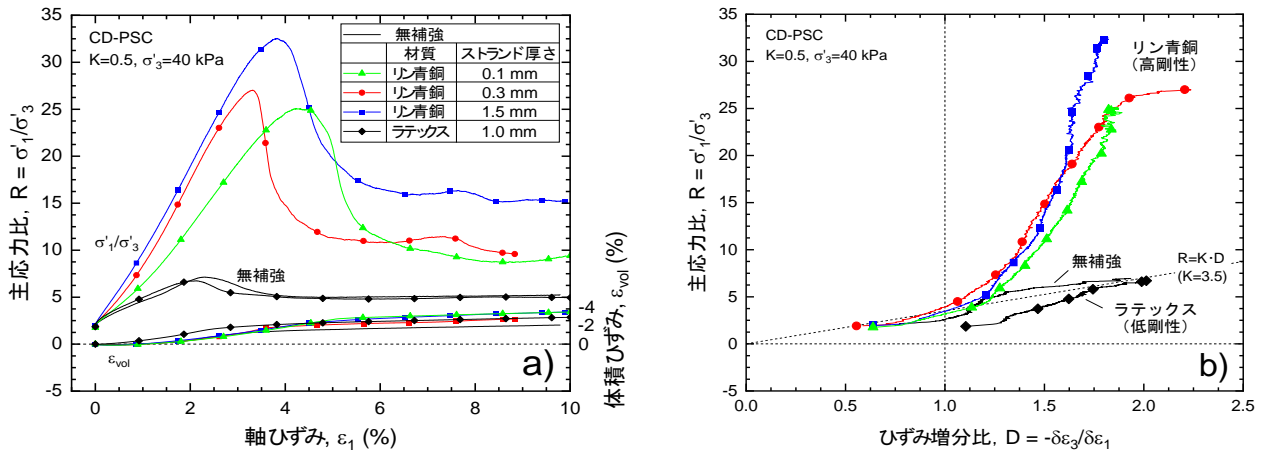 CD-PSC
K=0.5, σ'3=40 kPa
無補強
材質 ストランド厚さ
リン青銅 0.1 mm
リン青銅 0.3 mm
リン青銅 1.5 mm
ラテックス 1.0 mm
主応力比, R = σ'1/σ'3
35
30
25
20
15
10
5
0
-5
σ'1/σ'3
無補強
εvol
-4
-2
0
体積ひずみ, εvol (%)
a)
0 2 4 6 8 10
軸ひずみ, ε1 (%)
CD-PSC
K=0.5, σ'3=40 kPa
リン青銅
(高剛性)
主応力比, R = σ'1/σ'3
35
30
25
20
15
10
5
0
-5
無補強
R=K·D
(K=3.5)
ラテックス
(低剛性)
b)
0.0 0.5 1.0 1.5 2.0 2.5
ひずみ増分比, D = -δε3/δε1